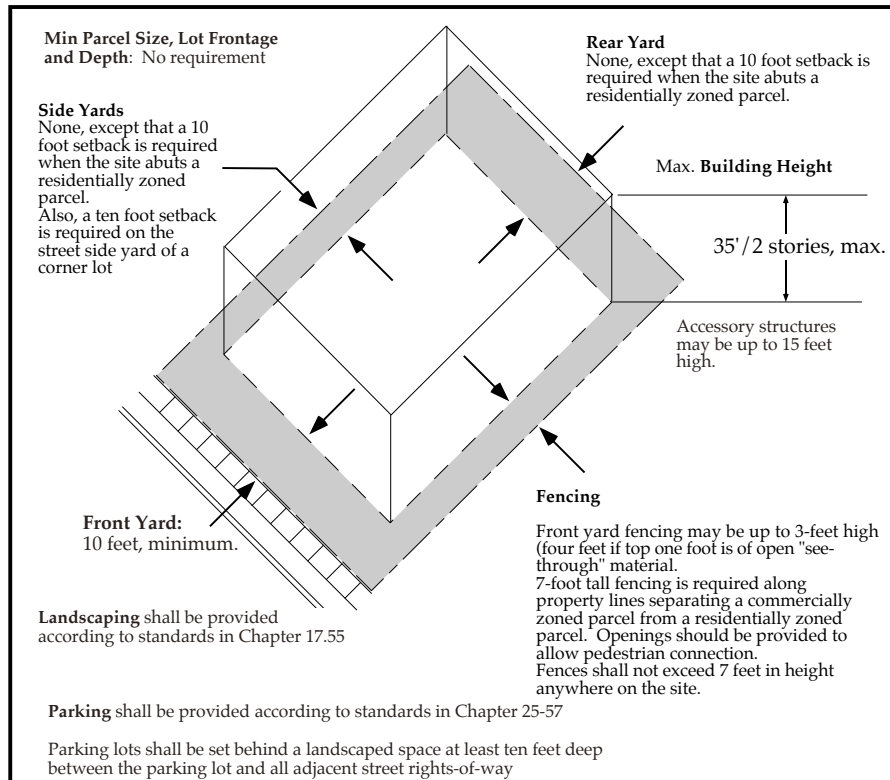 Min Parcel Size, Lot Frontage
and Depth: No requirement
Rear Yard
None, except that a 10 foot setback is
required when the site abuts a
residentially zoned parcel.
Side Yards
None, except that a 10
foot setback is required
when the site abuts a
residentially zoned
parcel.
Also, a ten foot setback
is required on the
street side yard of a
corner lot
Max. Building Height
35'/2 stories, max.
Accessory structures
may be up to 15 feet
high.
Front Yard:
10 feet, minimum.
Fencing
Front yard fencing may be up to 3-feet high
(four feet if top one foot is of open "see-
through" material.
7-foot tall fencing is required along
property lines separating a commercially
zoned parcel from a residentially zoned
parcel. Openings should be provided to
allow pedestrian connection.
Fences shall not exceed 7 feet in height
anywhere on the site.
Landscaping shall be provided
according to standards in Chapter 17.55
Parking shall be provided according to standards in Chapter 25-57
Parking lots shall be set behind a landscaped space at least ten feet deep
between the parking lot and all adjacent street rights-of-way